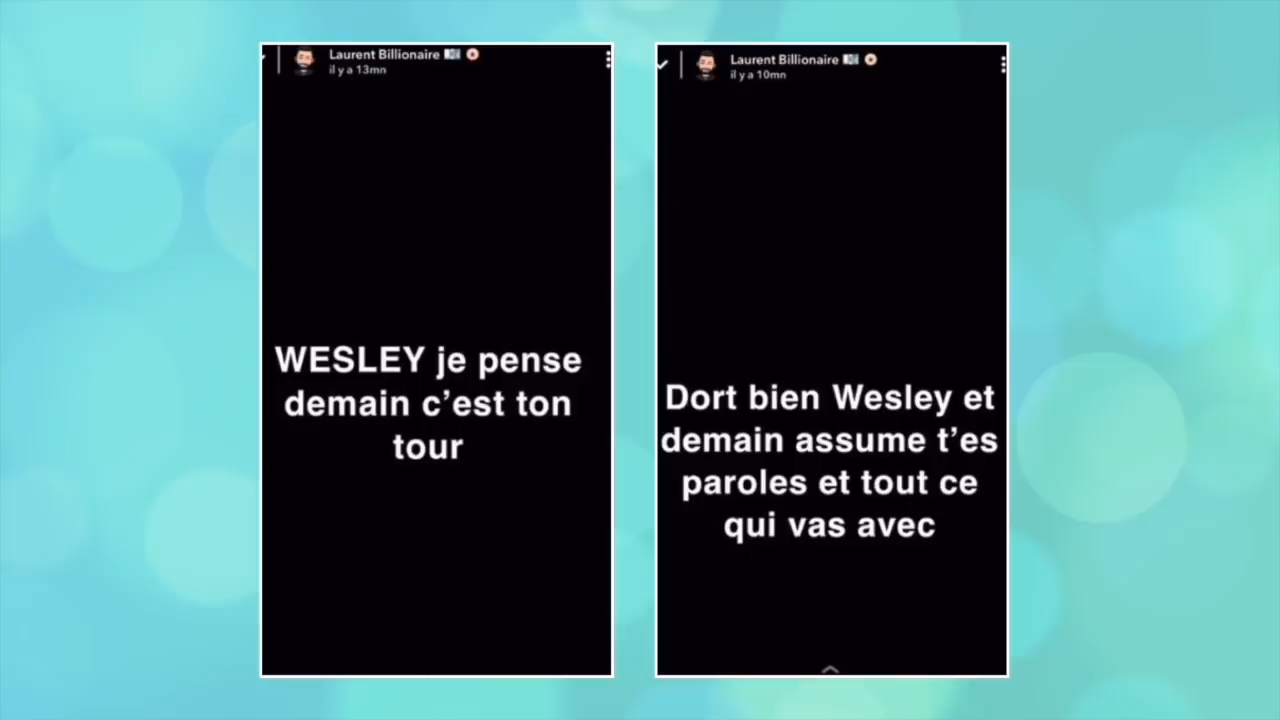 Laurent Billionaire
il y a 13mn
WESLEY je pense
demain c'est ton
tour
Laurent Billionaire
il y a 10mn
Dort bien Wesley et
demain assume t'es
paroles et tout ce
qui vas avec